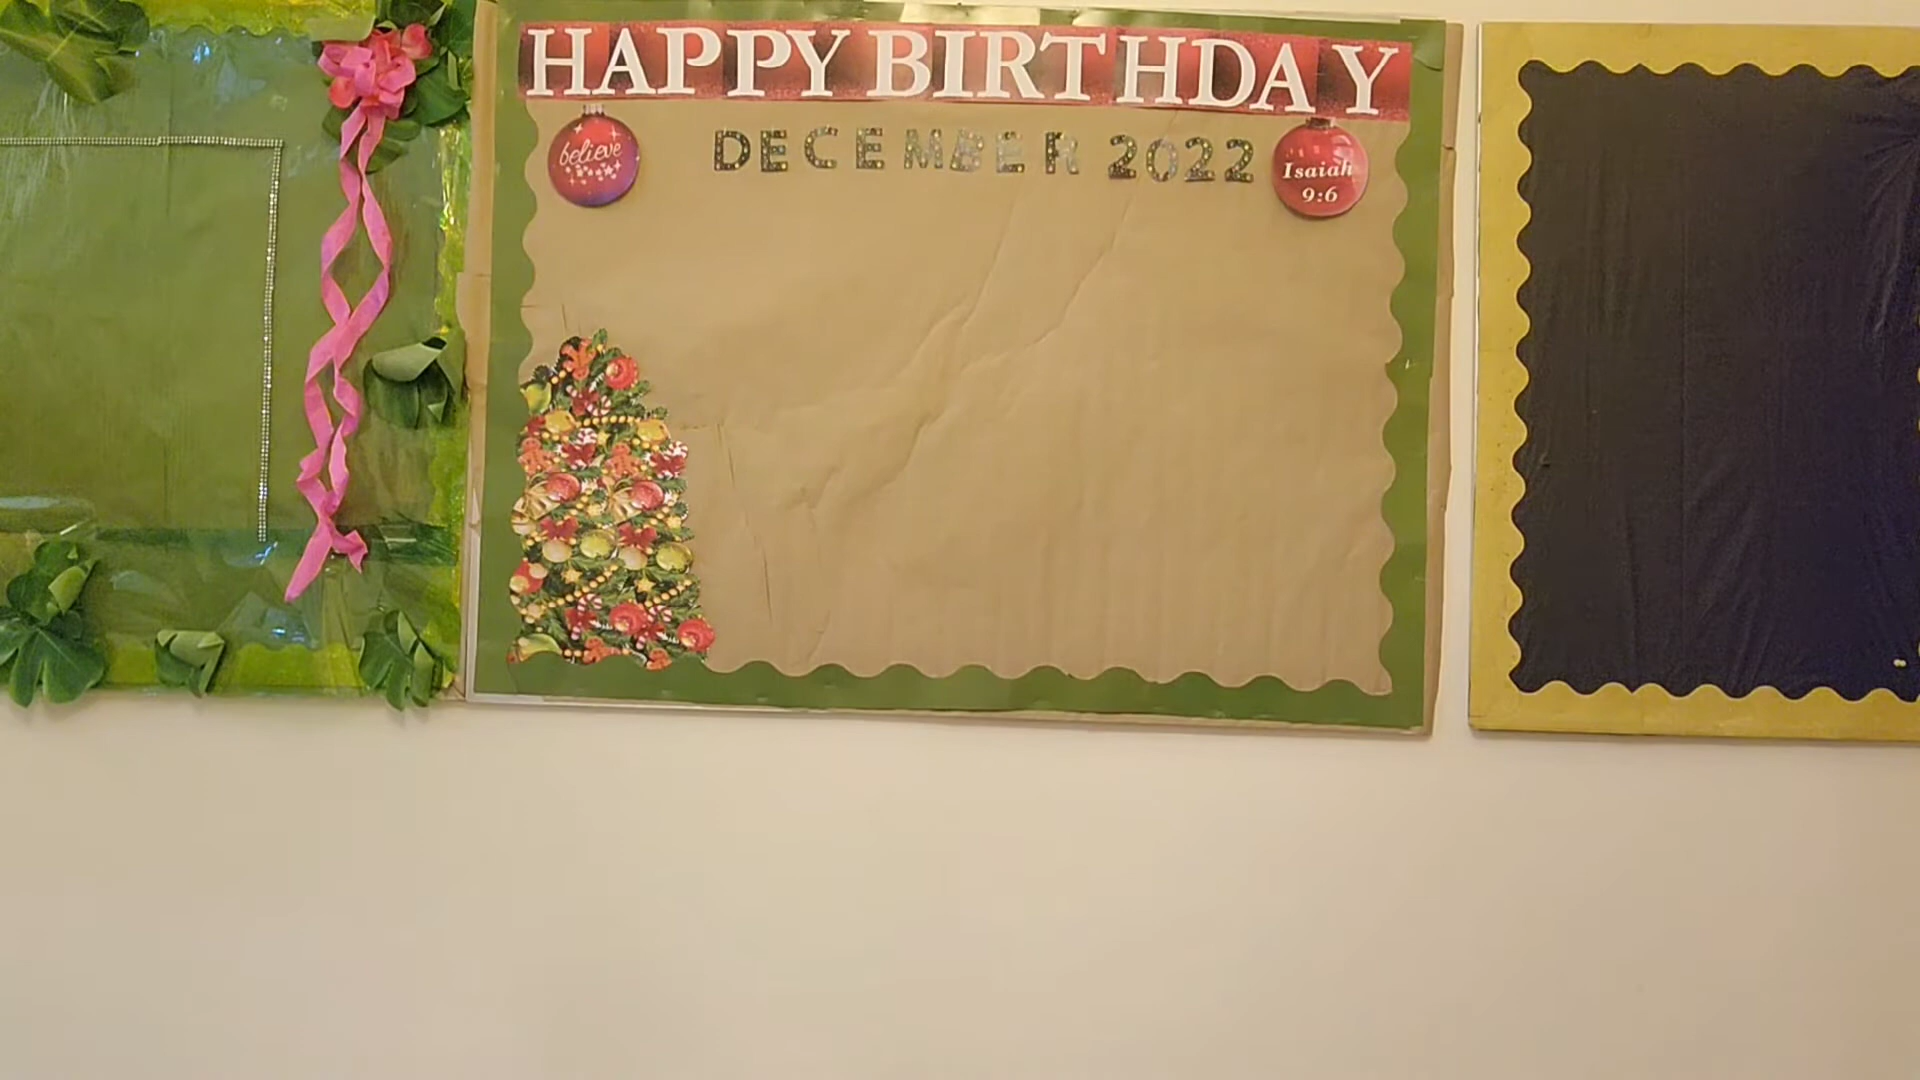 HAPPY BIRTHDAY
DECEMBER 2022
believe
Isaiah
9:6